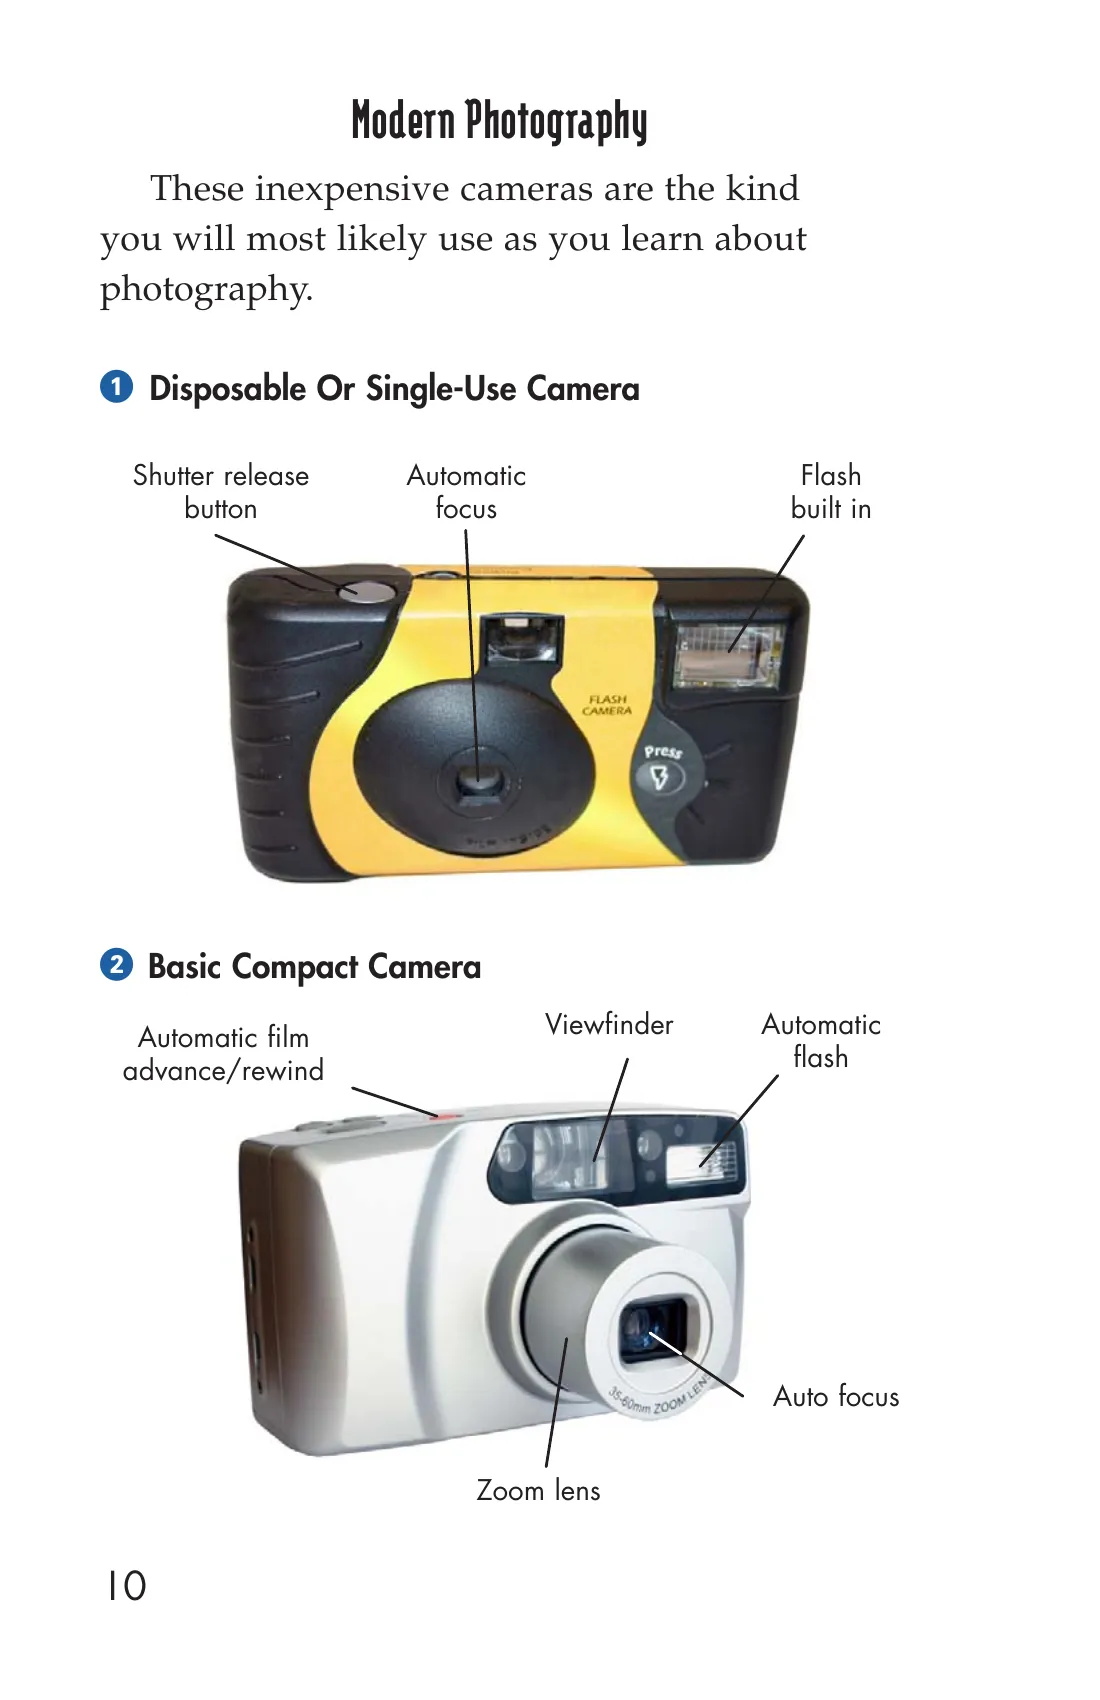 Modern Photography
These inexpensive cameras are the kind
you will most likely use as you learn about
photography.
1 Disposable Or Single-Use Camera
Shutter release
button
Automatic
focus
Flash
built in
FLASH
CAMERA
Press
2 Basic Compact Camera
Automatic film
advance/rewind
Viewfinder
Automatic
flash
35-60mm ZOOM LENS
Auto focus
Zoom lens
10